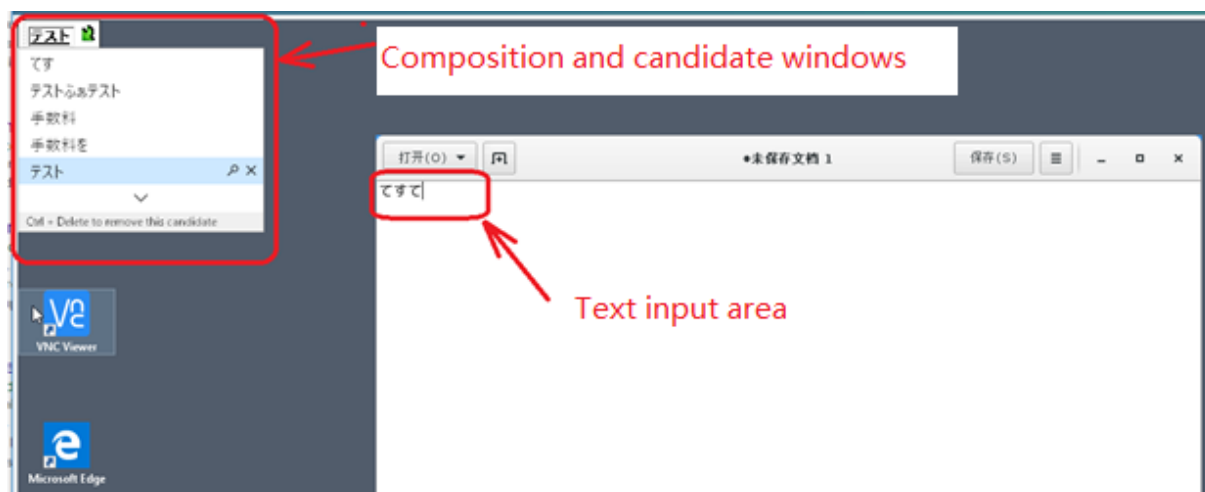 テスト
てす
テストふぁテスト
手数料
手数料を
テスト
Ctrl + Delete to remove this candidate
Composition and candidate windows
打开(O)
•未保存文档 1
保存(S)
てすて
Text input area
VNC Viewer
Microsoft Edge